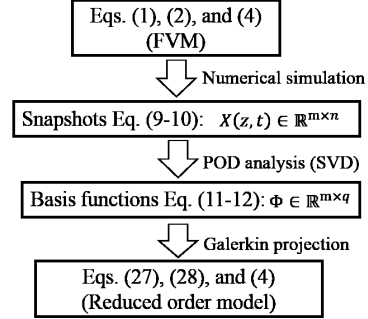 Eqs. (1), (2), and (4)
(FVM)
Numerical simulation
Snapshots Eq. (9-10): X(z, t) ∈ ℝ^{m×n}
POD analysis (SVD)
Basis functions Eq. (11-12): Φ ∈ ℝ^{m×q}
Galerkin projection
Eqs. (27), (28), and (4)
(Reduced order model)